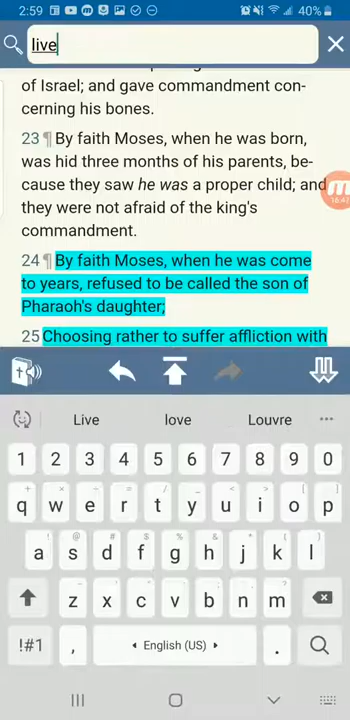 2:59
40%
live
of Israel; and gave commandment con-
cerning his bones.
23 ¶ By faith Moses, when he was born,
was hid three months of his parents, be-
cause they saw he was a proper child; and
they were not afraid of the king's
commandment.
24 ¶ By faith Moses, when he was come
to years, refused to be called the son of
Pharaoh's daughter;
25 Choosing rather to suffer affliction with
Live love Louvre
1 2 3 4 5 6 7 8 9 0
q w e r t y u i o p
a s d f g h j k l
z x c v b n m
!#1 , English (US) .